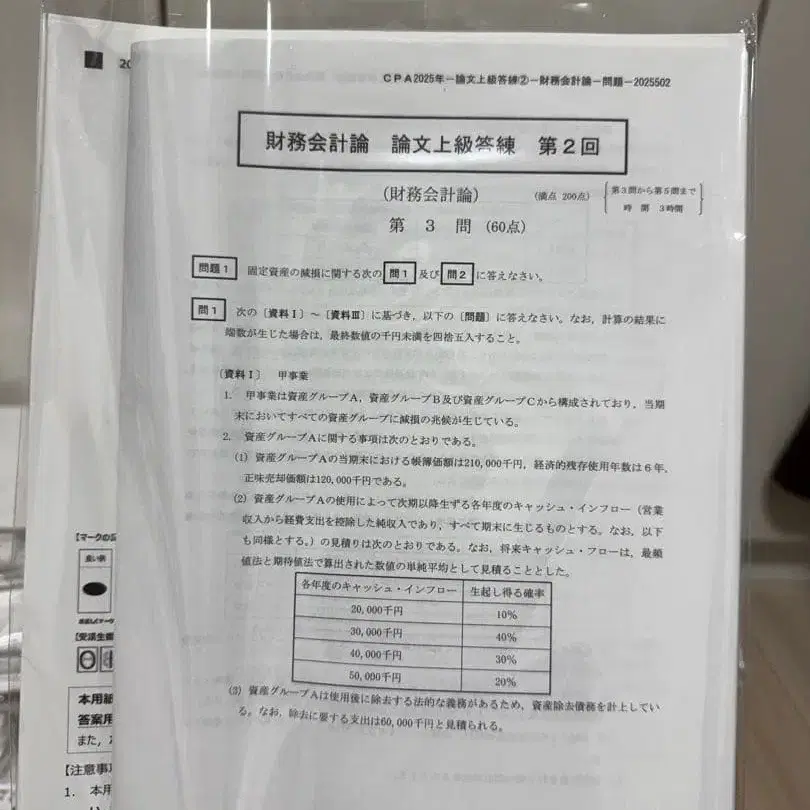 20
CPA2025年－論文上級答練②－財務会計論－問題－2025502
財務会計論　論文上級答練　第2回
（財務会計論）
（満点 200点）
第3問から第5問まで
時　間　3時間
第　3　問（60点）
問題1　固定資産の減損に関する次の 問1 及び 問2 に答えなさい。
問1　次の〔資料Ⅰ〕～〔資料Ⅲ〕に基づき，以下の〔問題〕に答えなさい。なお，計算の結果に
端数が生じた場合は，最終数値の千円未満を四捨五入すること。
〔資料Ⅰ〕　甲事業
1.　甲事業は資産グループA，資産グループB及び資産グループCから構成されており，当期
末においてすべての資産グループに減損の兆候が生じている。
2.　資産グループAに関する事項は次のとおりである。
(1) 資産グループAの当期末における帳簿価額は210,000千円，経済的残存使用年数は6年，
正味売却価額は120,000千円である。
(2) 資産グループAの使用によって次期以降生ずる各年度のキャッシュ・インフロー（営業
収入から経費支出を控除した純収入であり，すべて期末に生じるものとする。なお，以下
も同様とする。）の見積りは次のとおりである。なお，将来キャッシュ・フローは，最頻
値法と期待値法で算出された数値の単純平均として見積ることとした。
各年度のキャッシュ・インフロー　生起し得る確率
20,000千円　10%
30,000千円　40%
40,000千円　30%
50,000千円　20%
(3) 資産グループAは使用後に除去する法的な義務があるため，資産除去債務を計上してい
る。なお，除去に要する支出は60,000千円と見積られる。
【マークの
良い例
【受験生
本用紙
答案用
また，
【注意事
1.　本用